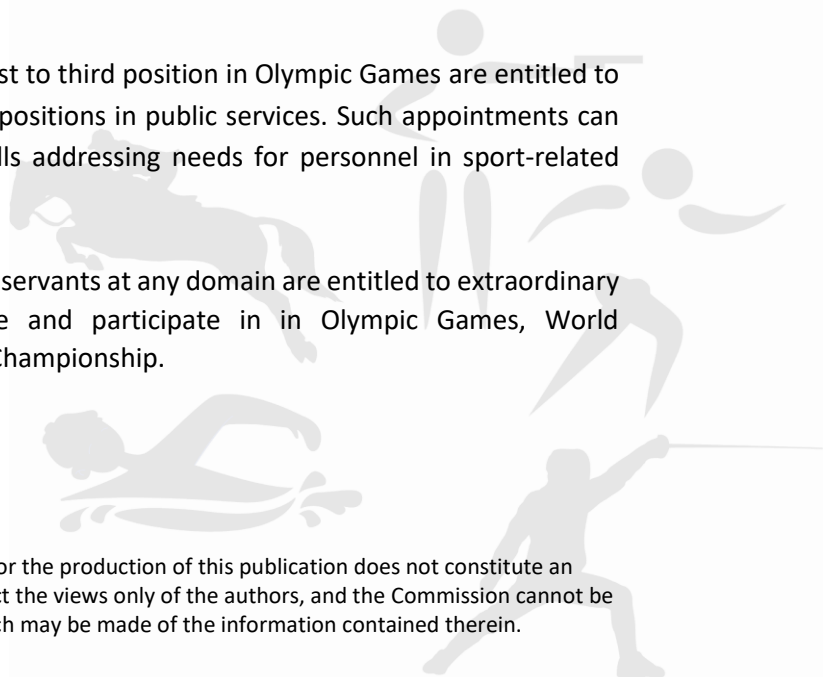 st to third position in Olympic Games are entitled to
positions in public services. Such appointments can
lls addressing needs for personnel in sport-related
servants at any domain are entitled to extraordinary
e and participate in in Olympic Games, World
Championship.
or the production of this publication does not constitute an
ct the views only of the authors, and the Commission cannot be
ch may be made of the information contained therein.